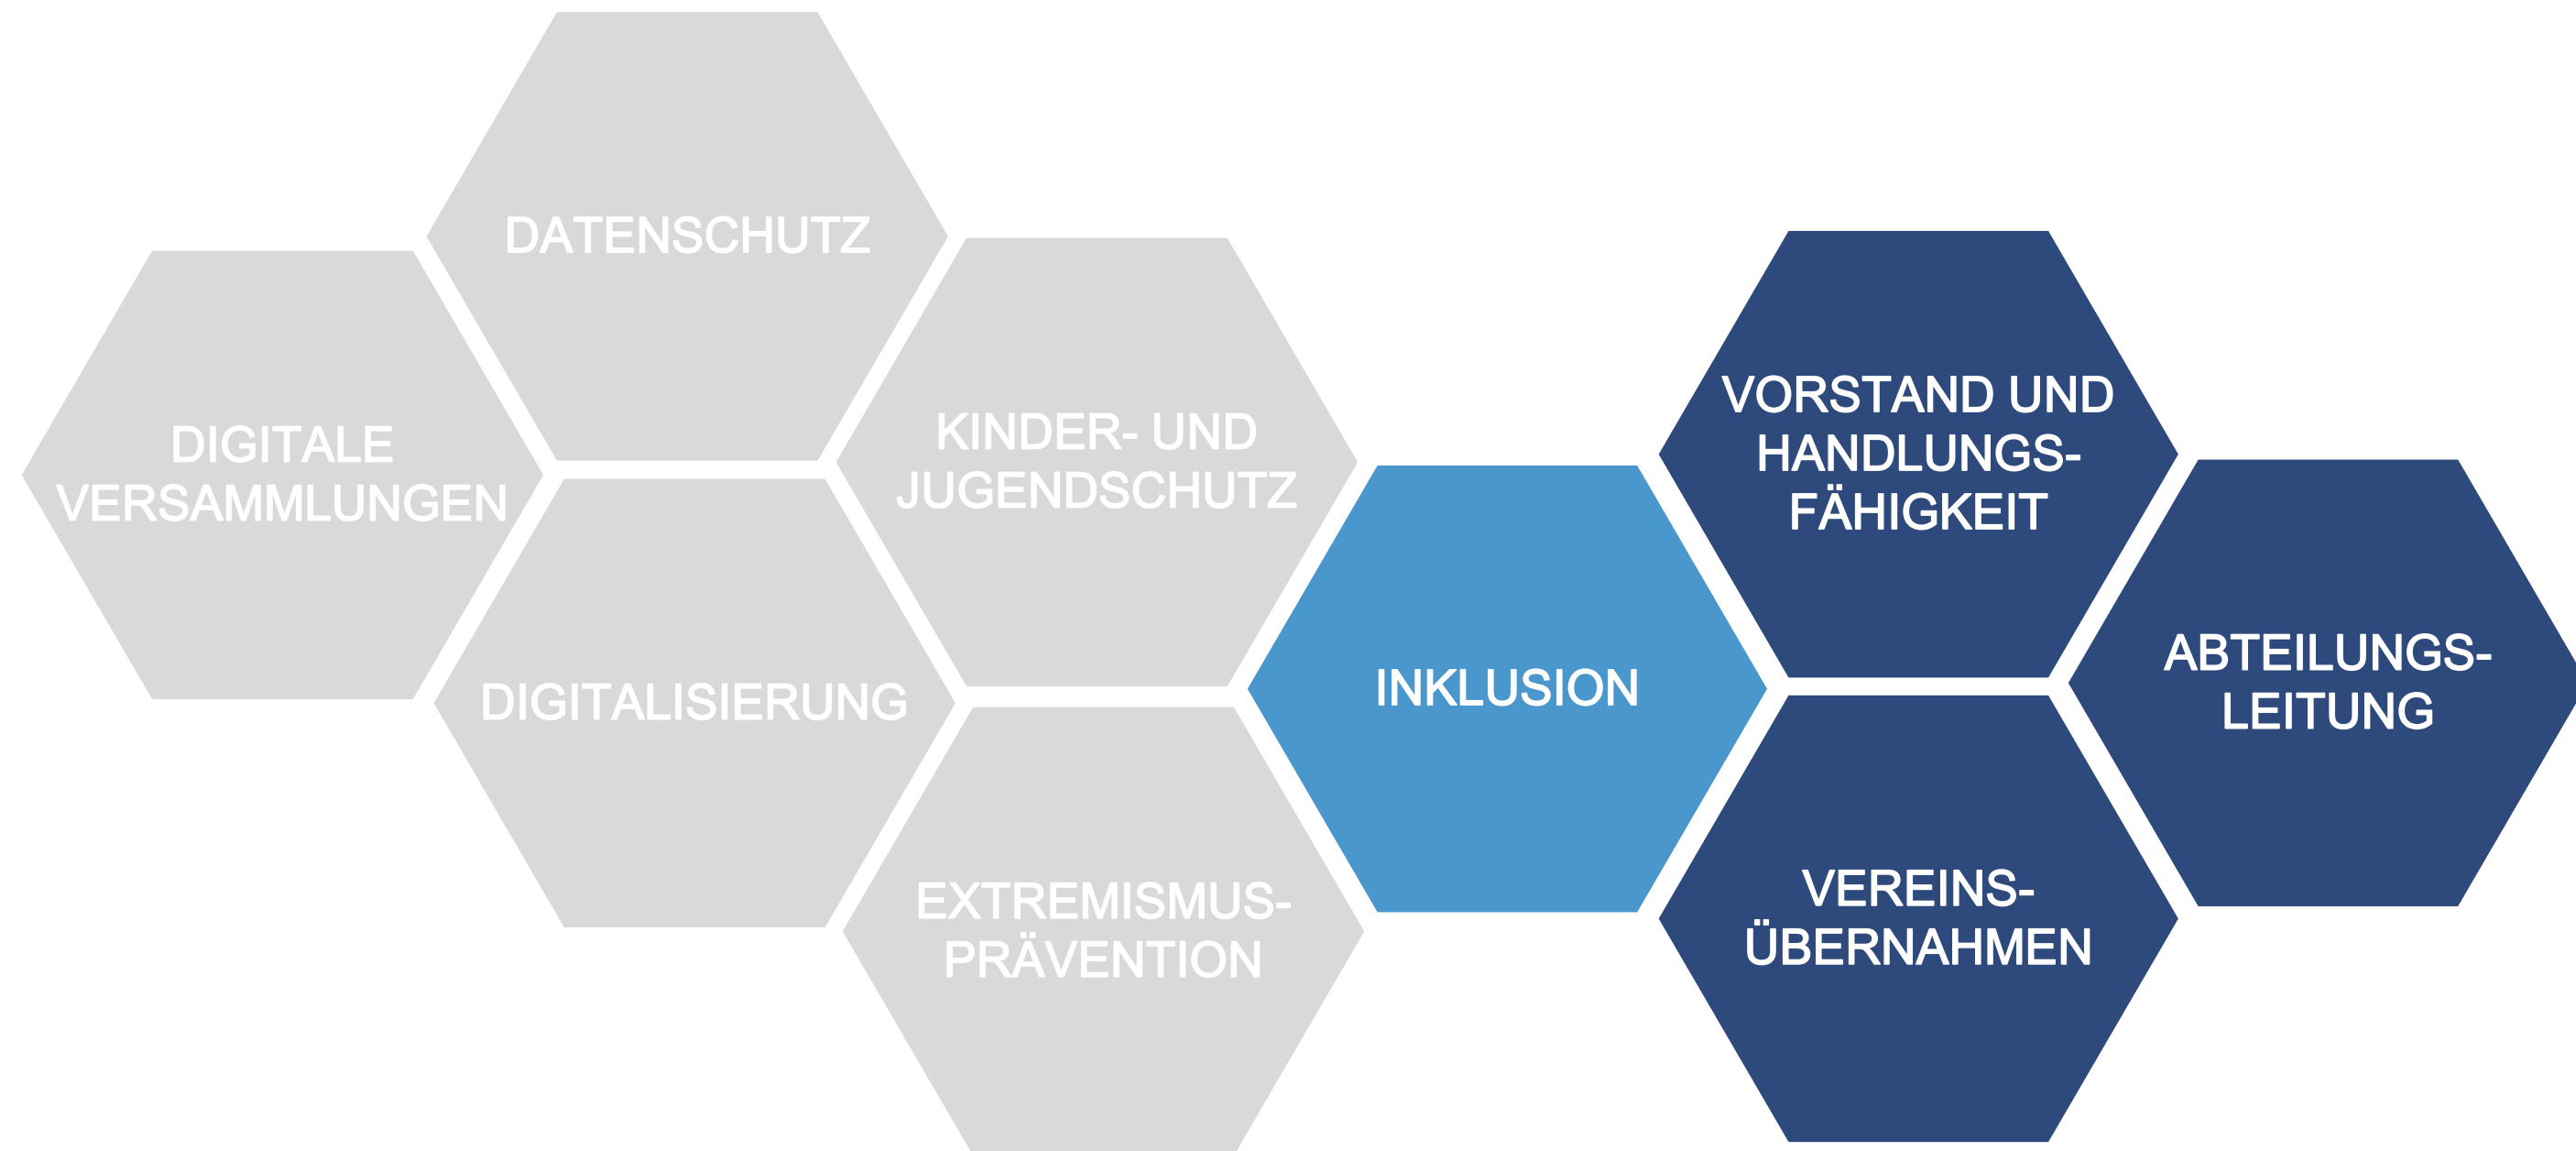 DATENSCHUTZ
DIGITALE
VERSAMMLUNGEN
KINDER- UND
JUGENDSCHUTZ
DIGITALISIERUNG
EXTREMISMUS-
PRÄVENTION
INKLUSION
VORSTAND UND
HANDLUNGS-
FÄHIGKEIT
ABTEILUNGS-
LEITUNG
VEREINS-
ÜBERNAHMEN